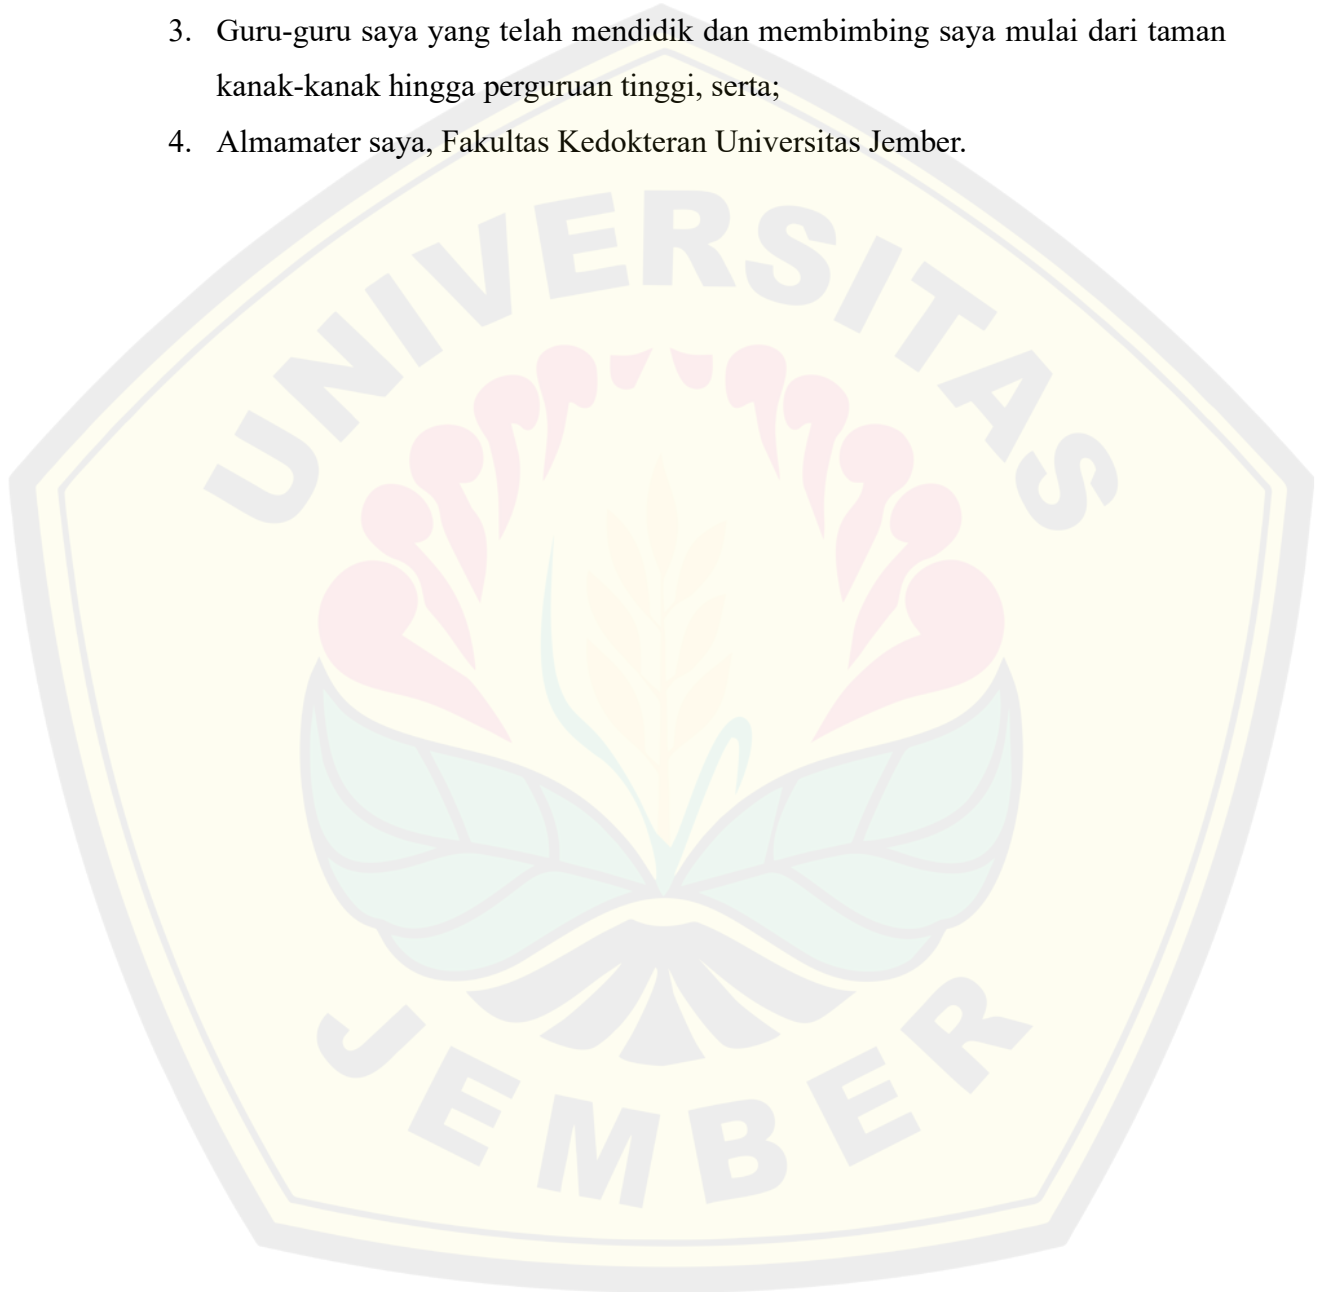 3. Guru-guru saya yang telah mendidik dan membimbing saya mulai dari taman
kanak-kanak hingga perguruan tinggi, serta;
4. Almamater saya, Fakultas Kedokteran Universitas Jember.
UNIVERSITAS
JEMBER